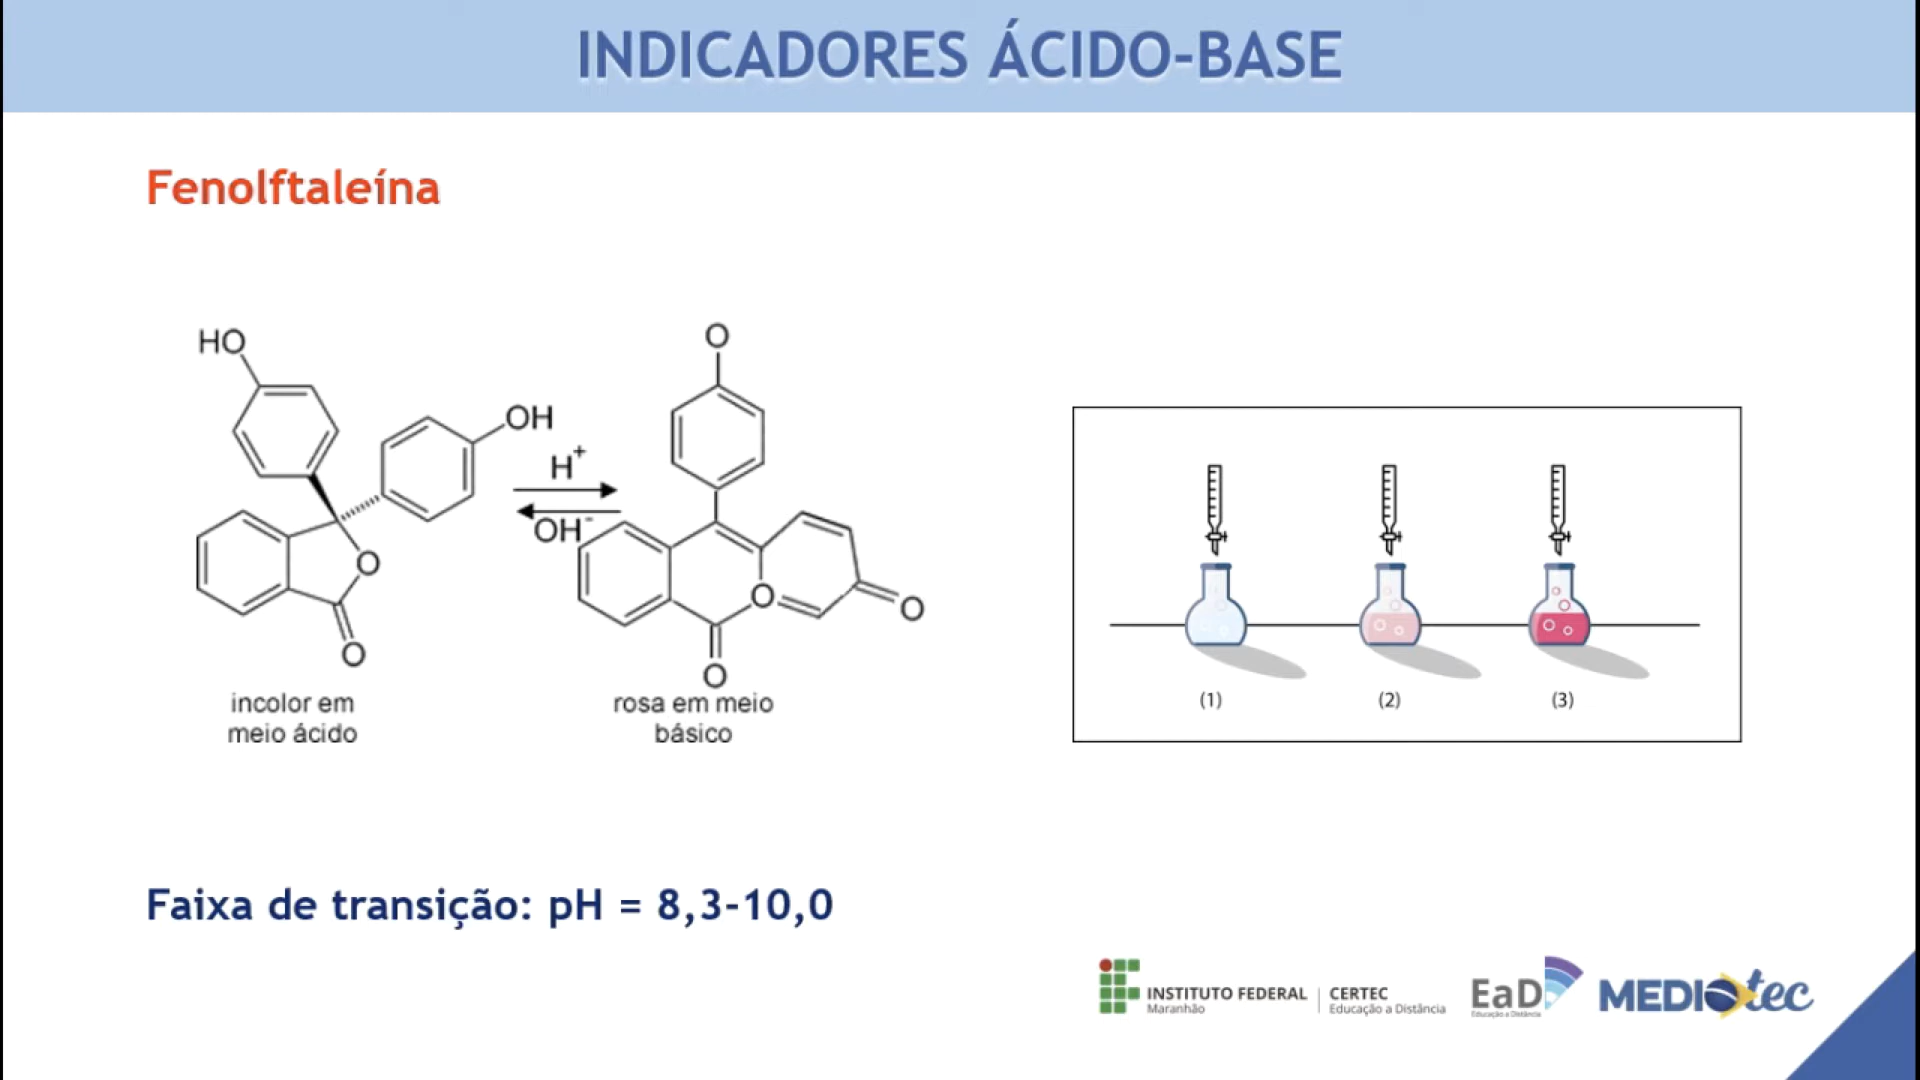 INDICADORES ÁCIDO-BASE
Fenolftaleína
HO
OH
O
O
H⁺
OH⁻
O
O
O
O
incolor em
meio ácido
rosa em meio
básico
(1)
(2)
(3)
Faixa de transição: pH = 8,3-10,0
INSTITUTO FEDERAL
Maranhão
CERTEC
Educação a Distância
EaD
Educação a Distância
MEDIOtec